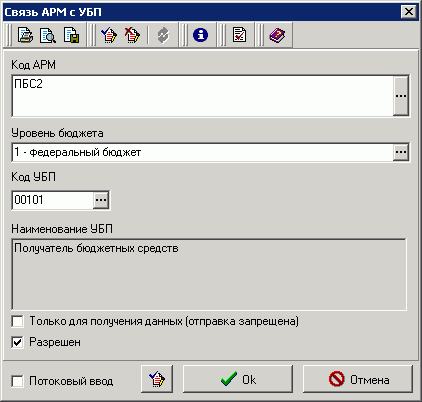 Связь АРМ с УБП
Код АРМ
ПБС2
...
Уровень бюджета
1 - федеральный бюджет
...
Код УБП
00101
...
Наименование УБП
Получатель бюджетных средств
Только для получения данных (отправка запрещена)
Разрешен
Потоковый ввод
Ok
Отмена